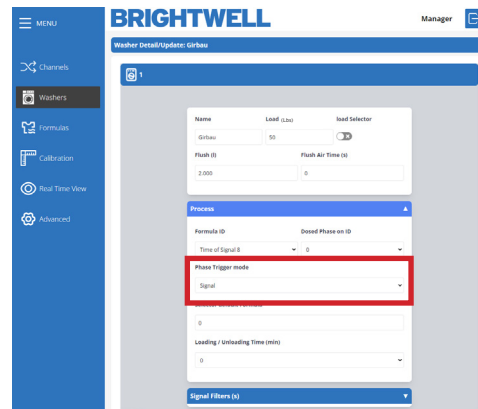 MENU
BRIGHTWELL
Manager
Washer Detail/Update: Girbau
Channels
Washers
Formulas
Calibration
Real Time View
Advanced
1
Name Load (Lbs) load Selector
Girbau 50
Flush (l) Flush Air Time (s)
2.000 0
Process
Formula ID Dosed Phase on ID
Time of Signal 8 0
Phase Trigger mode
Signal
0
Loading / Unloading Time (min)
0
Signal Filters (s)